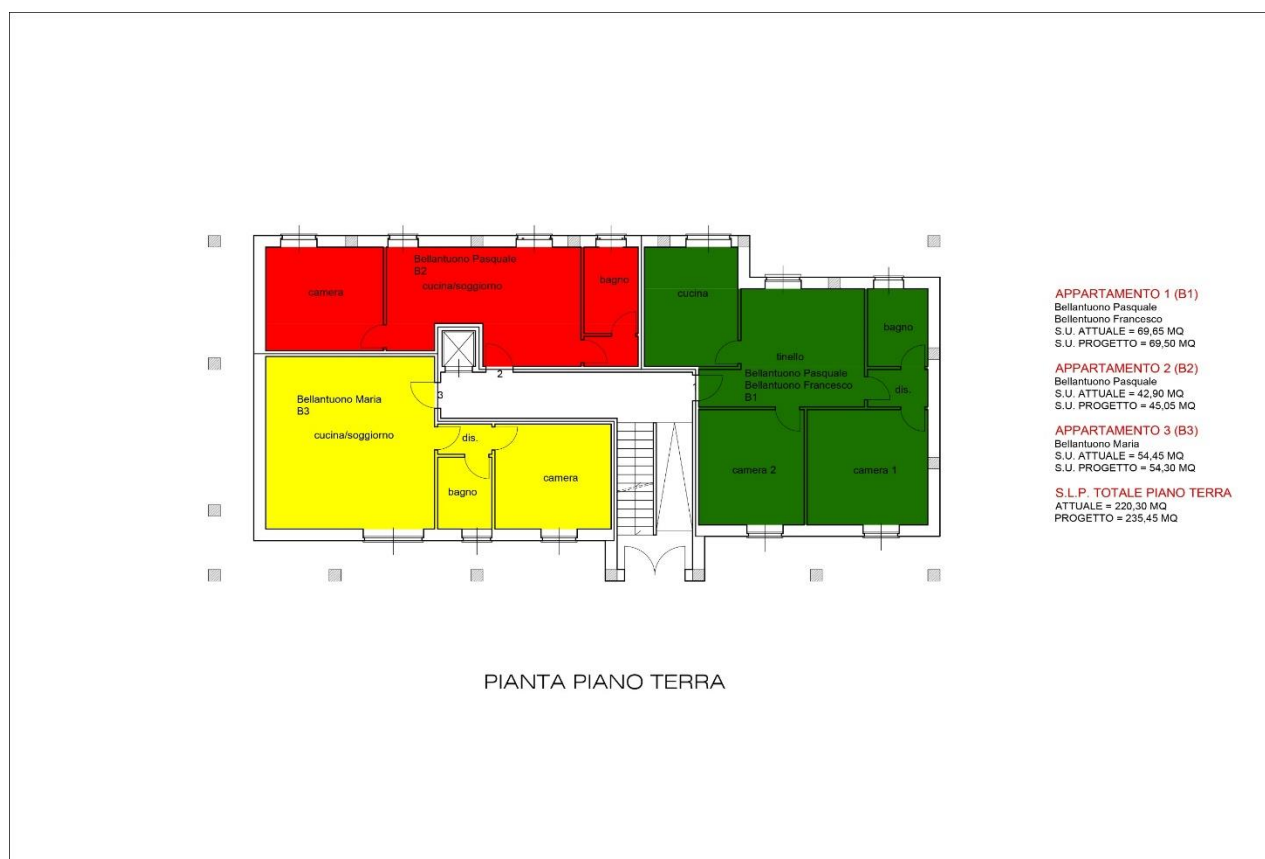 Bellantuono Pasquale
B2
cucina/soggiorno
camera
bagno
cucina
bagno
tinello
Bellantuono Pasquale
Bellentuono Francesco
B1
dis.
2
3
Bellantuono Maria
B3
cucina/soggiorno
dis.
bagno
camera
camera 2
camera 1
APPARTAMENTO 1 (B1)
Bellantuono Pasquale
Bellentuono Francesco
S.U. ATTUALE = 69,65 MQ
S.U. PROGETTO = 69,50 MQ
APPARTAMENTO 2 (B2)
Bellantuono Pasquale
S.U. ATTUALE = 42,90 MQ
S.U. PROGETTO = 45,05 MQ
APPARTAMENTO 3 (B3)
Bellantuono Maria
S.U. ATTUALE = 54,45 MQ
S.U. PROGETTO = 54,30 MQ
S.L.P. TOTALE PIANO TERRA
ATTUALE = 220,30 MQ
PROGETTO = 235,45 MQ
PIANTA PIANO TERRA